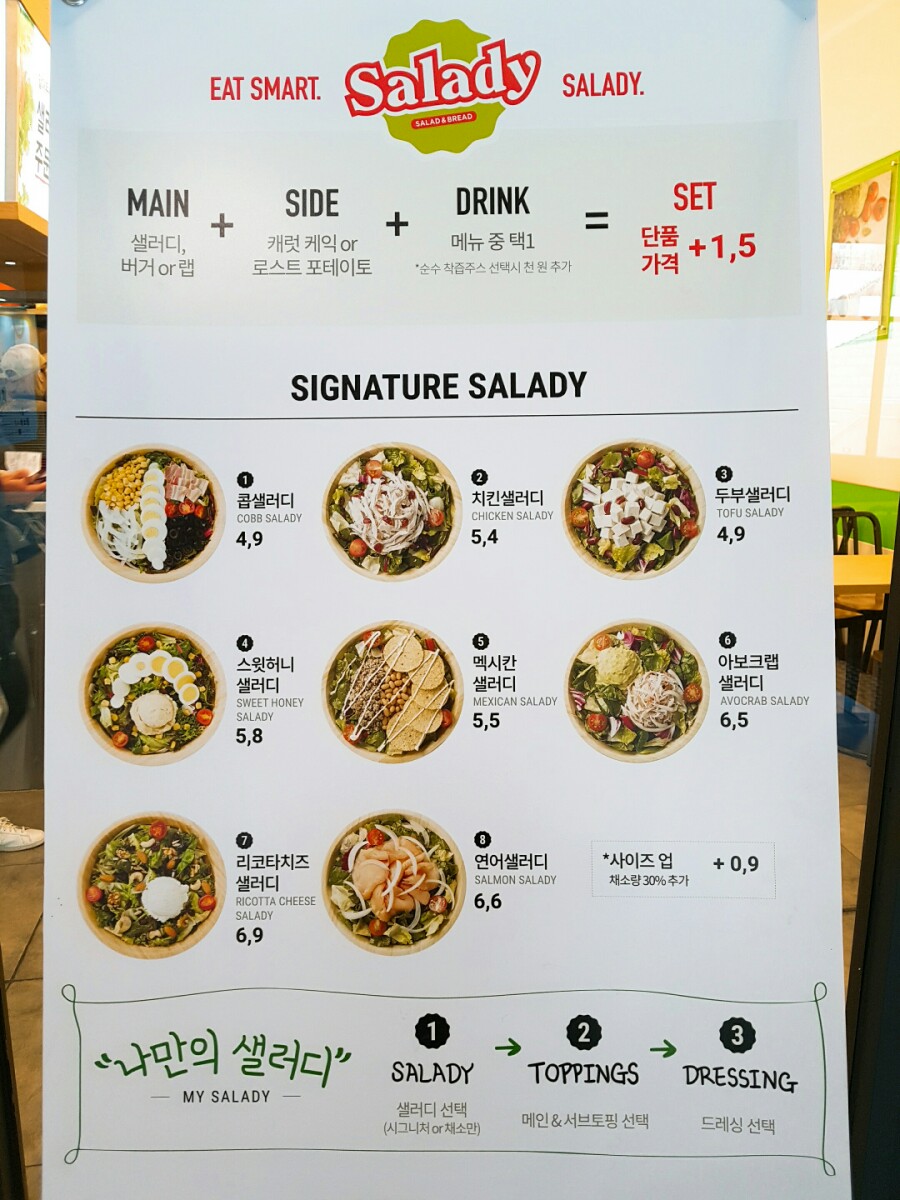 EAT SMART.
Salady
SALAD & BREAD
SALADY.
MAIN
샐러디,
버거 or 랩
+
SIDE
캐럿 케익 or
로스트 포테이토
+
DRINK
메뉴 중 택1
*순수 착즙주스 선택시 천 원 추가
=
SET
단품
가격
+1,5
SIGNATURE SALADY
1
콥샐러디
COBB SALADY
4,9
2
치킨샐러디
CHICKEN SALADY
5,4
3
두부샐러디
TOFU SALADY
4,9
4
스윗허니
샐러디
SWEET HONEY
SALADY
5,8
5
멕시칸
샐러디
MEXICAN SALADY
5,5
6
아보크랩
샐러디
AVOCRAB SALADY
6,5
7
리코타치즈
샐러디
RICOTTA CHEESE
SALADY
6,9
8
연어샐러디
SALMON SALADY
6,6
*사이즈 업 + 0,9
채소량 30% 추가
“나만의 샐러디”
MY SALADY
1
SALADY
샐러디 선택
(시그니처 or 채소만)
2
TOPPINGS
메인 & 서브토핑 선택
3
DRESSING
드레싱 선택